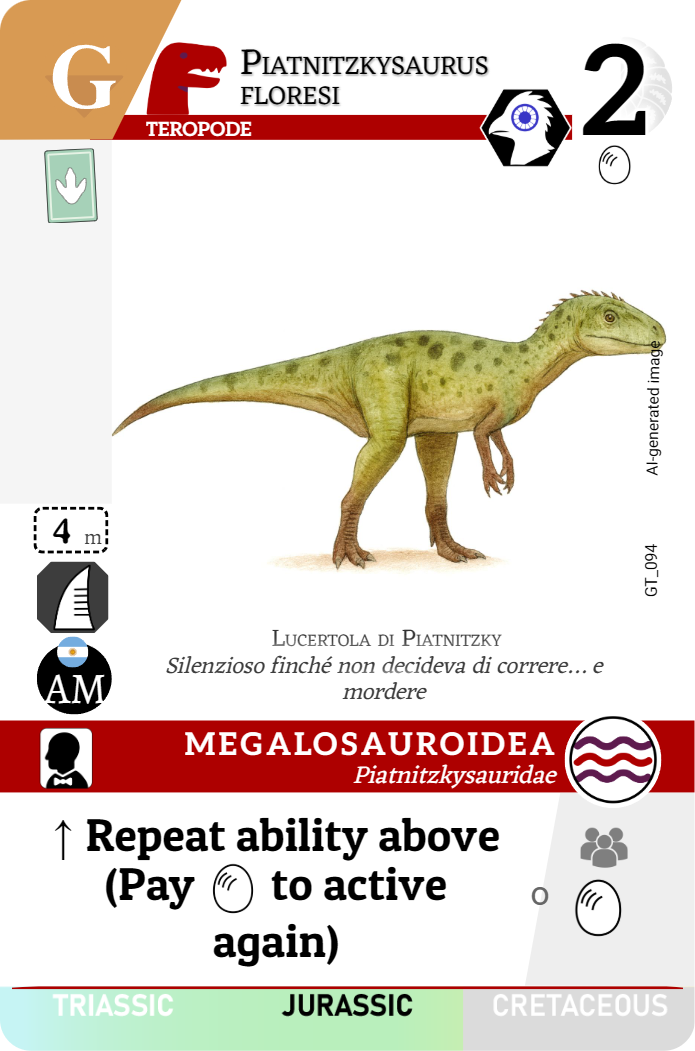 G
PIATNITZKYSAURUS
FLORESI
2
TEROPODE
AI-generated image
GT_094
4 m
AM
LUCERTOLA DI PIATNITZKY
Silenzioso finché non decideva di correre... e
mordere
MEGALOSAUROIDEA
Piatnitzkysauridae
↑ Repeat ability above
(Pay to active
again)
o
TRIASSIC JURASSIC CRETACEOUS